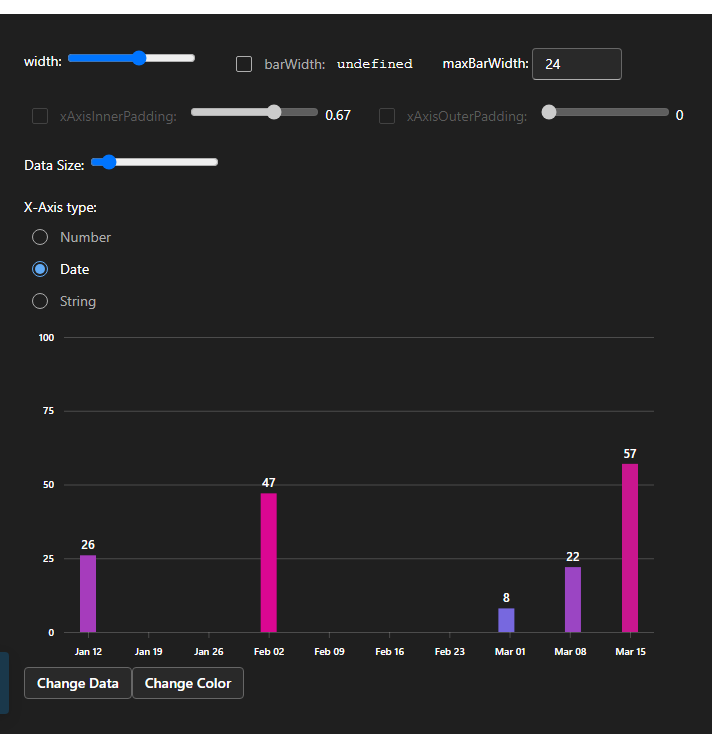 width: barWidth: undefined maxBarWidth: 24
xAxisInnerPadding: 0.67 xAxisOuterPadding: 0
Data Size:
X-Axis type:
Number
Date
String
100
75
57
50
47
26
25
22
8
0
Jan 12 Jan 19 Jan 26 Feb 02 Feb 09 Feb 16 Feb 23 Mar 01 Mar 08 Mar 15
Change Data Change Color